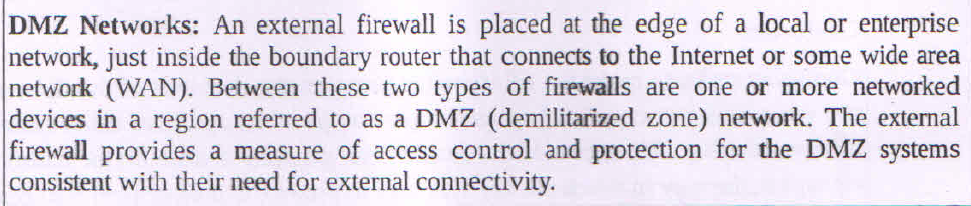 DMZ Networks: An external firewall is placed at the edge of a local or enterprise
network, just inside the boundary router that connects to the Internet or some wide area
network (WAN). Between these two types of firewalls are one or more networked
devices in a region referred to as a DMZ (demilitarized zone) network. The external
firewall provides a measure of access control and protection for the DMZ systems
consistent with their need for external connectivity.